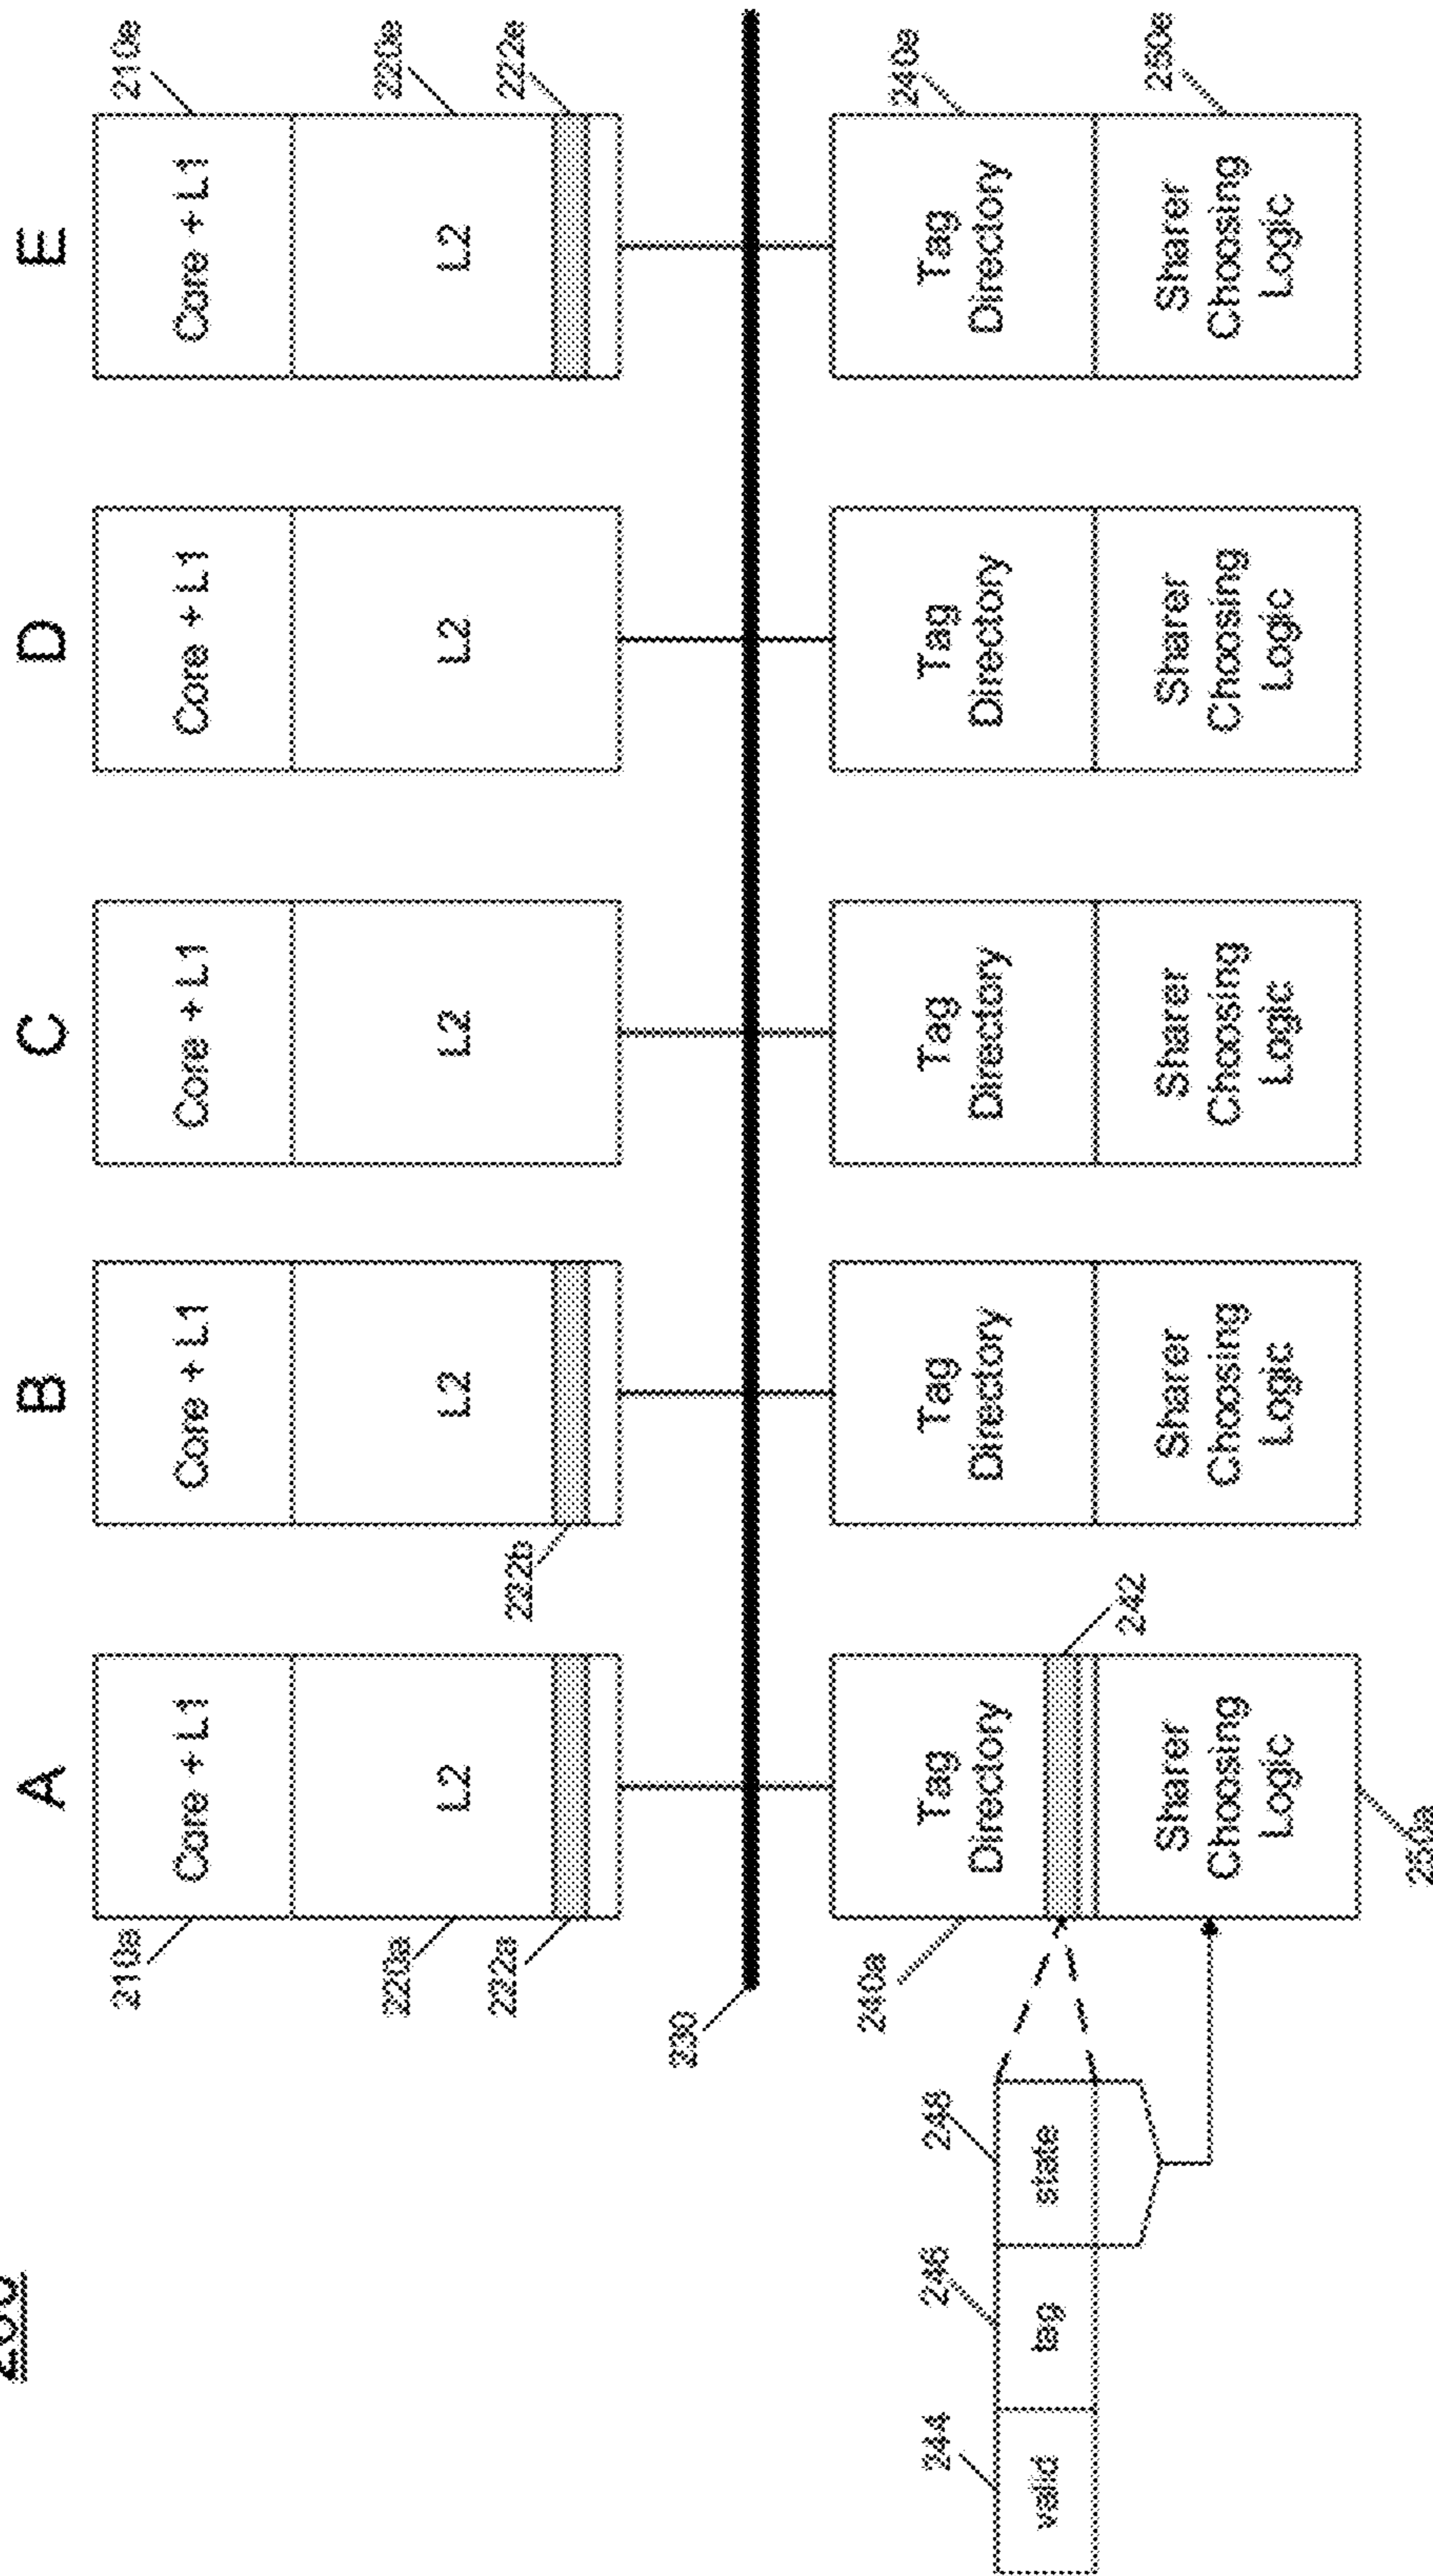 200
A
B
C
D
E
210a
Core + L1
Core + L1
Core + L1
Core + L1
Core + L1
210e
220a
L2
L2
L2
L2
L2
220e
222a
222b
222e
230
240a
Tag
Directory
Tag
Directory
Tag
Directory
Tag
Directory
Tag
Directory
240e
244
246
248
valid
tag
state
242
Sharer
Choosing
Logic
Sharer
Choosing
Logic
Sharer
Choosing
Logic
Sharer
Choosing
Logic
Sharer
Choosing
Logic
250e
250a